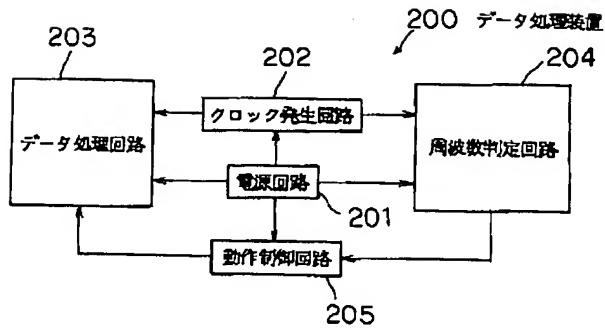 200 データ処理装置
203
202
204
クロック発生回路
データ処理回路
周波数判定回路
電源回路
201
動作制御回路
205